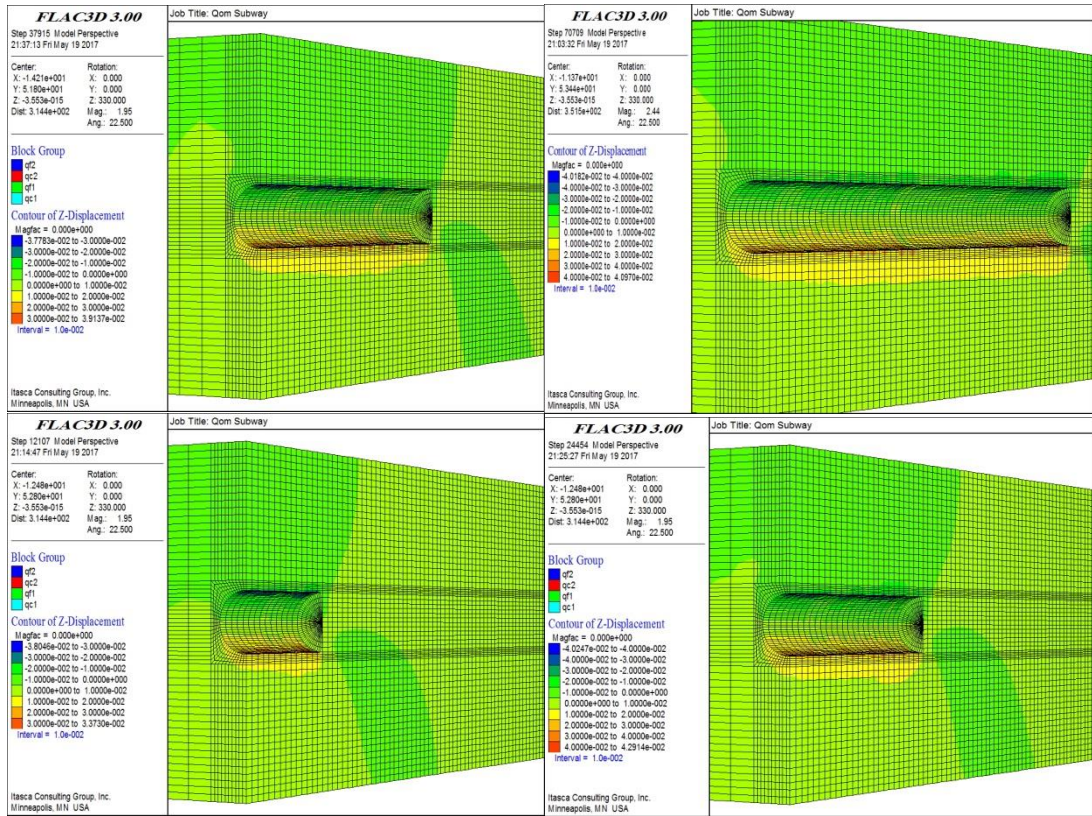 FLAC3D 3.00
Step 37915 Model Perspective
21:37:13 Fri May 19 2017
Center: Rotation:
X: -1.421e+001 X: 0.000
Y: 5.180e+001 Y: 0.000
Z: -3.553e-015 Z: 330.000
Dist: 3.144e+002 Mag.: 1.95
Ang.: 22.500
Block Group
qf2
qc2
qf1
qc1
Contour of Z-Displacement
Magfac = 0.000e+000
-3.7783e-002 to -3.0000e-002
-3.0000e-002 to -2.0000e-002
-2.0000e-002 to -1.0000e-002
-1.0000e-002 to 0.0000e+000
0.0000e+000 to 1.0000e-002
1.0000e-002 to 2.0000e-002
2.0000e-002 to 3.0000e-002
3.0000e-002 to 3.9137e-002
Interval = 1.0e-002
Itasca Consulting Group, Inc.
Minneapolis, MN USA
Job Title: Qom Subway
FLAC3D 3.00
Step 70709 Model Perspective
21:03:32 Fri May 19 2017
Center: Rotation:
X: -1.137e+001 X: 0.000
Y: 5.344e+001 Y: 0.000
Z: -3.553e-015 Z: 330.000
Dist: 3.515e+002 Mag.: 2.44
Ang.: 22.500
Contour of Z-Displacement
Magfac = 0.000e+000
-4.0182e-002 to -4.0000e-002
-4.0000e-002 to -3.0000e-002
-3.0000e-002 to -2.0000e-002
-2.0000e-002 to -1.0000e-002
-1.0000e-002 to 0.0000e+000
0.0000e+000 to 1.0000e-002
1.0000e-002 to 2.0000e-002
2.0000e-002 to 3.0000e-002
3.0000e-002 to 4.0000e-002
4.0000e-002 to 4.0970e-002
Interval = 1.0e-002
Itasca Consulting Group, Inc.
Minneapolis, MN USA
Job Title: Qom Subway
FLAC3D 3.00
Step 12107 Model Perspective
21:14:47 Fri May 19 2017
Center: Rotation:
X: -1.248e+001 X: 0.000
Y: 5.280e+001 Y: 0.000
Z: -3.553e-015 Z: 330.000
Dist: 3.144e+002 Mag.: 1.95
Ang.: 22.500
Block Group
qf2
qc2
qf1
qc1
Contour of Z-Displacement
Magfac = 0.000e+000
-3.8046e-002 to -3.0000e-002
-3.0000e-002 to -2.0000e-002
-2.0000e-002 to -1.0000e-002
-1.0000e-002 to 0.0000e+000
0.0000e+000 to 1.0000e-002
1.0000e-002 to 2.0000e-002
2.0000e-002 to 3.0000e-002
3.0000e-002 to 3.3730e-002
Interval = 1.0e-002
Itasca Consulting Group, Inc.
Minneapolis, MN USA
Job Title: Qom Subway
FLAC3D 3.00
Step 24454 Model Perspective
21:25:27 Fri May 19 2017
Center: Rotation:
X: -1.248e+001 X: 0.000
Y: 5.280e+001 Y: 0.000
Z: -3.553e-015 Z: 330.000
Dist: 3.144e+002 Mag.: 1.95
Ang.: 22.500
Block Group
qf2
qc2
qf1
qc1
Contour of Z-Displacement
Magfac = 0.000e+000
-4.0247e-002 to -4.0000e-002
-4.0000e-002 to -3.0000e-002
-3.0000e-002 to -2.0000e-002
-2.0000e-002 to -1.0000e-002
-1.0000e-002 to 0.0000e+000
0.0000e+000 to 1.0000e-002
1.0000e-002 to 2.0000e-002
2.0000e-002 to 3.0000e-002
3.0000e-002 to 4.0000e-002
4.0000e-002 to 4.2914e-002
Interval = 1.0e-002
Itasca Consulting Group, Inc.
Minneapolis, MN USA
Job Title: Qom Subway